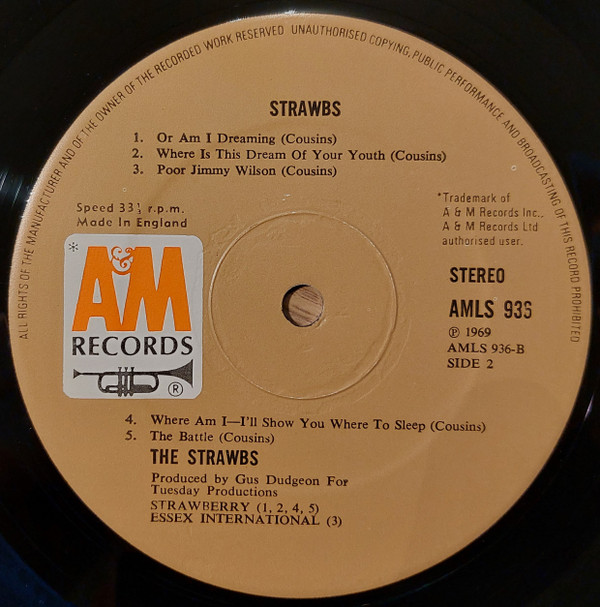 ALL RIGHTS OF THE MANUFACTURER AND OF THE OWNER OF THE RECORDED WORK RESERVED UNAUTHORISED COPYING, PUBLIC PERFORMANCE AND BROADCASTING OF THIS RECORD PROHIBITED
STRAWBS
1. Or Am I Dreaming (Cousins)
2. Where Is This Dream Of Your Youth (Cousins)
3. Poor Jimmy Wilson (Cousins)
Speed 33⅓ r.p.m.
Made In England
*Trademark of
A & M Records Inc.,
A & M Records Ltd
authorised user.
*
A&M
RECORDS
®
STEREO
AMLS 936
℗ 1969
AMLS 936-B
SIDE 2
4. Where Am I—I'll Show You Where To Sleep (Cousins)
5. The Battle (Cousins)
THE STRAWBS
Produced by Gus Dudgeon For
Tuesday Productions
STRAWBERRY (1, 2, 4, 5)
ESSEX INTERNATIONAL (3)